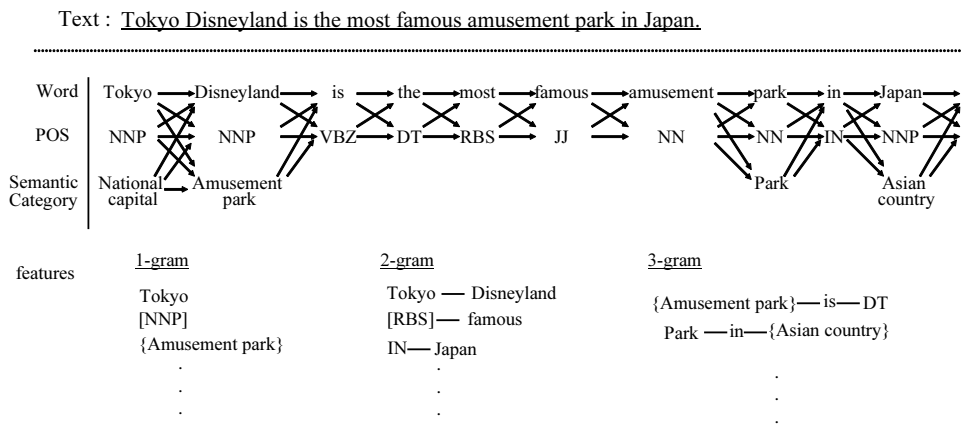 Text : Tokyo Disneyland is the most famous amusement park in Japan.
Word Tokyo Disneyland is the most famous amusement park in Japan
POS NNP NNP VBZ DT RBS JJ NN NN IN NNP
Semantic Category National capital Amusement park Park Asian country
features
1-gram
Tokyo
[NNP]
{Amusement park}
.
.
.
2-gram
Tokyo — Disneyland
[RBS] — famous
IN — Japan
.
.
.
3-gram
{Amusement park} — is — DT
Park — in — {Asian country}
.
.
.